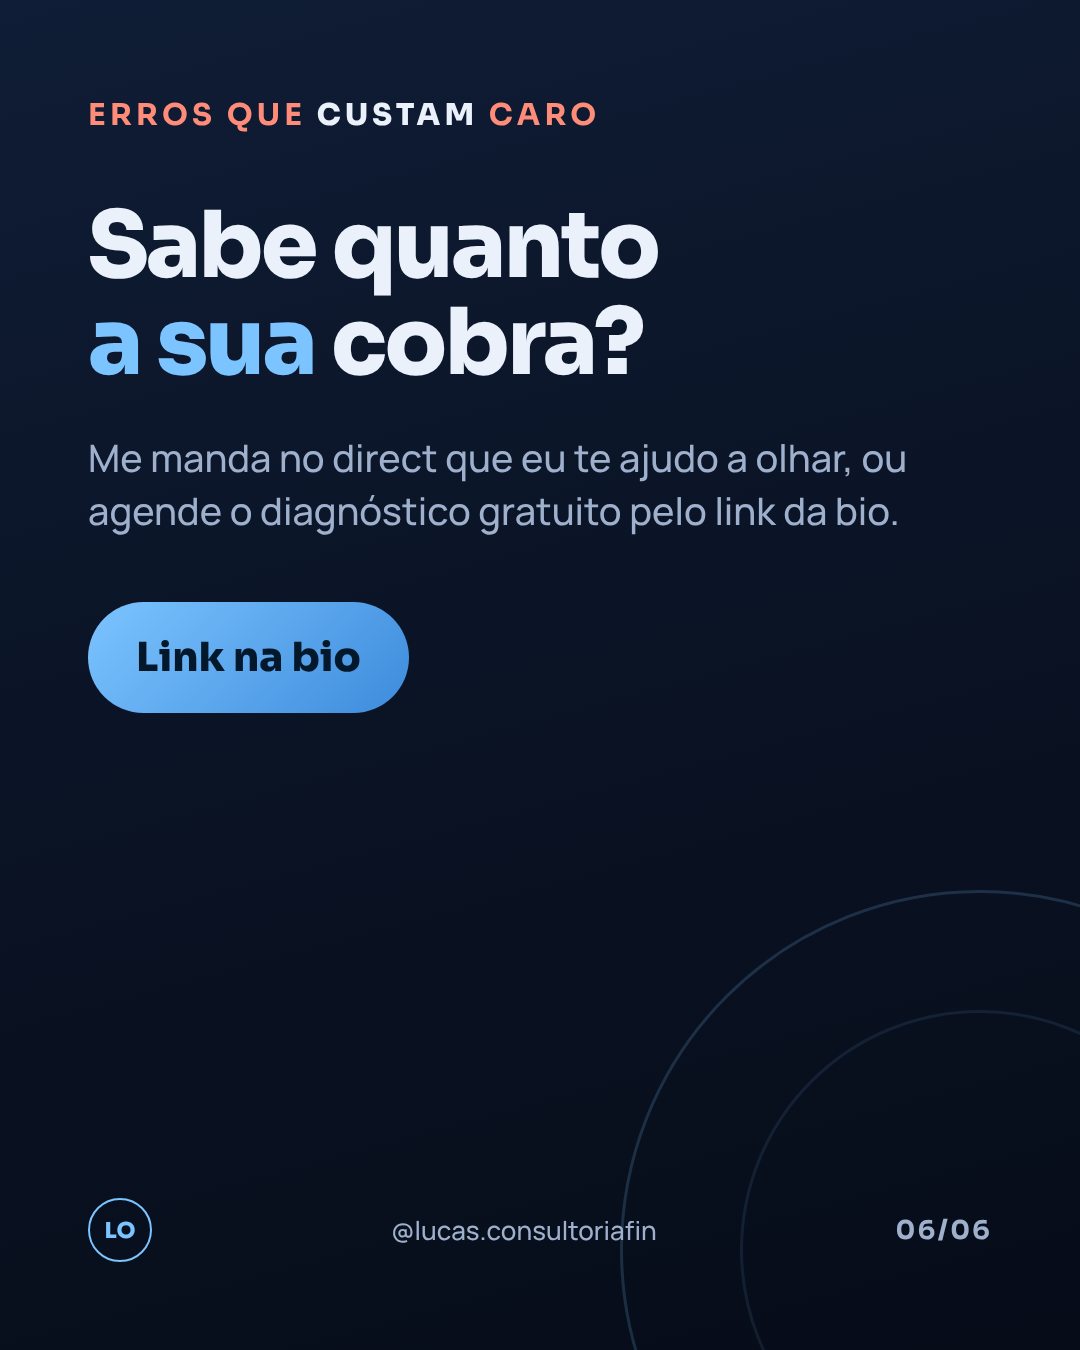 ERROS QUE CUSTAM CARO
Sabe quanto
a sua cobra?
Me manda no direct que eu te ajudo a olhar, ou
agende o diagnóstico gratuito pelo link da bio.
Link na bio
LO
@lucas.consultoriafin
06/06